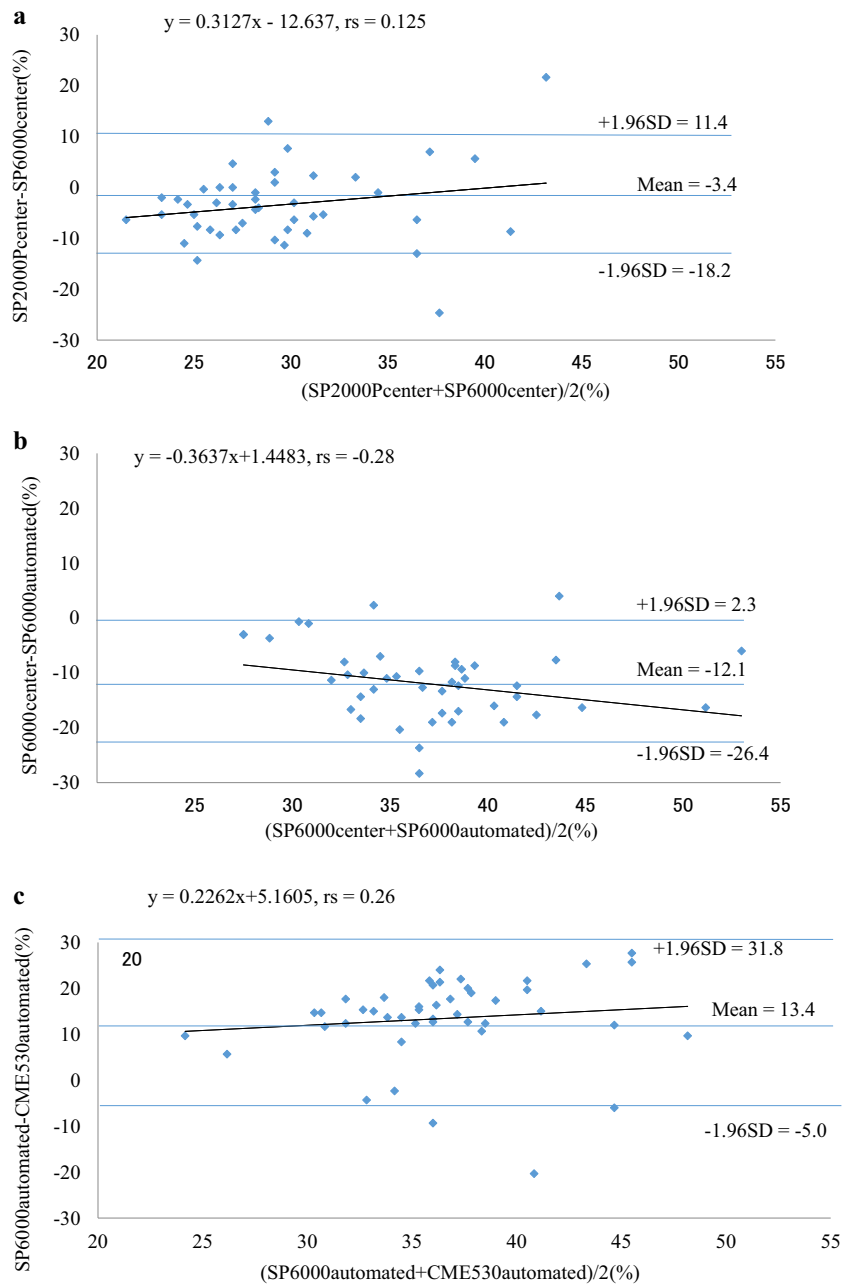 a
y = 0.3127x - 12.637, rs = 0.125
SP2000Pcenter-SP6000center(%)
30
20
10
0
-10
-20
-30
+1.96SD = 11.4
Mean = -3.4
-1.96SD = -18.2
20 25 30 35 40 45 50 55
(SP2000Pcenter+SP6000center)/2(%)
b
y = -0.3637x+1.4483, rs = -0.28
SP6000center-SP6000automated(%)
30
20
10
0
-10
-20
-30
+1.96SD = 2.3
Mean = -12.1
-1.96SD = -26.4
25 30 35 40 45 50 55
(SP6000center+SP6000automated)/2(%)
c
y = 0.2262x+5.1605, rs = 0.26
SP6000automated-CME530automated(%)
30
20
10
0
-10
-20
-30
20
+1.96SD = 31.8
Mean = 13.4
-1.96SD = -5.0
20 25 30 35 40 45 50 55
(SP6000automated+CME530automated)/2(%)